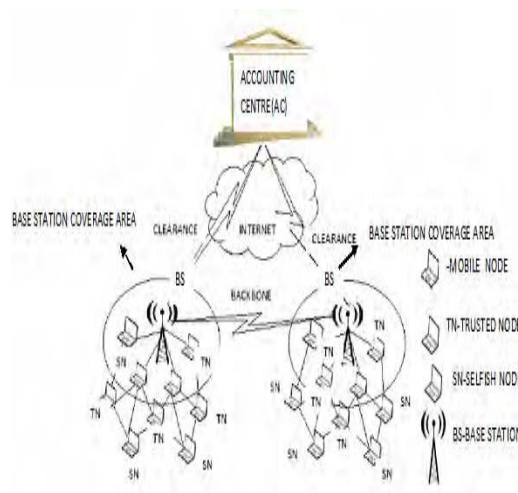 ACCOUNTING
CENTRE(AC)
BASE STATION COVERAGE AREA
CLEARANCE
INTERNET
CLEARANCE
BASE STATION COVERAGE AREA
BS
BACKBONE
BS
-MOBILE NODE
TN-TRUSTED NODE
SN-SELFISH NODE
BS-BASE STATION
SN
TN
TN
TN
SN
TN
SN
SN
TN
TN
SN
TN
SN
SN